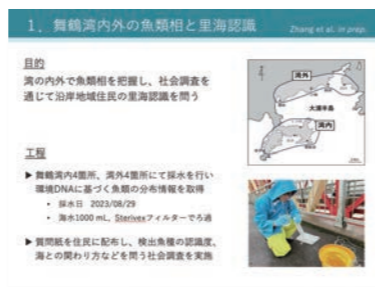 1. 舞鶴湾内外の魚類相と里海認識
Zhang et al. in prep.
目的
湾の内外で魚類相を把握し、社会調査を
通じて沿岸地域住民の里海認識を問う
工程
▶ 舞鶴湾内4箇所、湾外4箇所にて採水を行い
環境DNAに基づく魚類の分布情報を取得
• 採水日 2023/08/29
• 海水1000 mL, Sterivexフィルターでろ過
▶ 質問紙を住民に配布し、検出魚種の認識度、
海との関わり方などを問う社会調査を実施
湾外
大浦半島
湾内